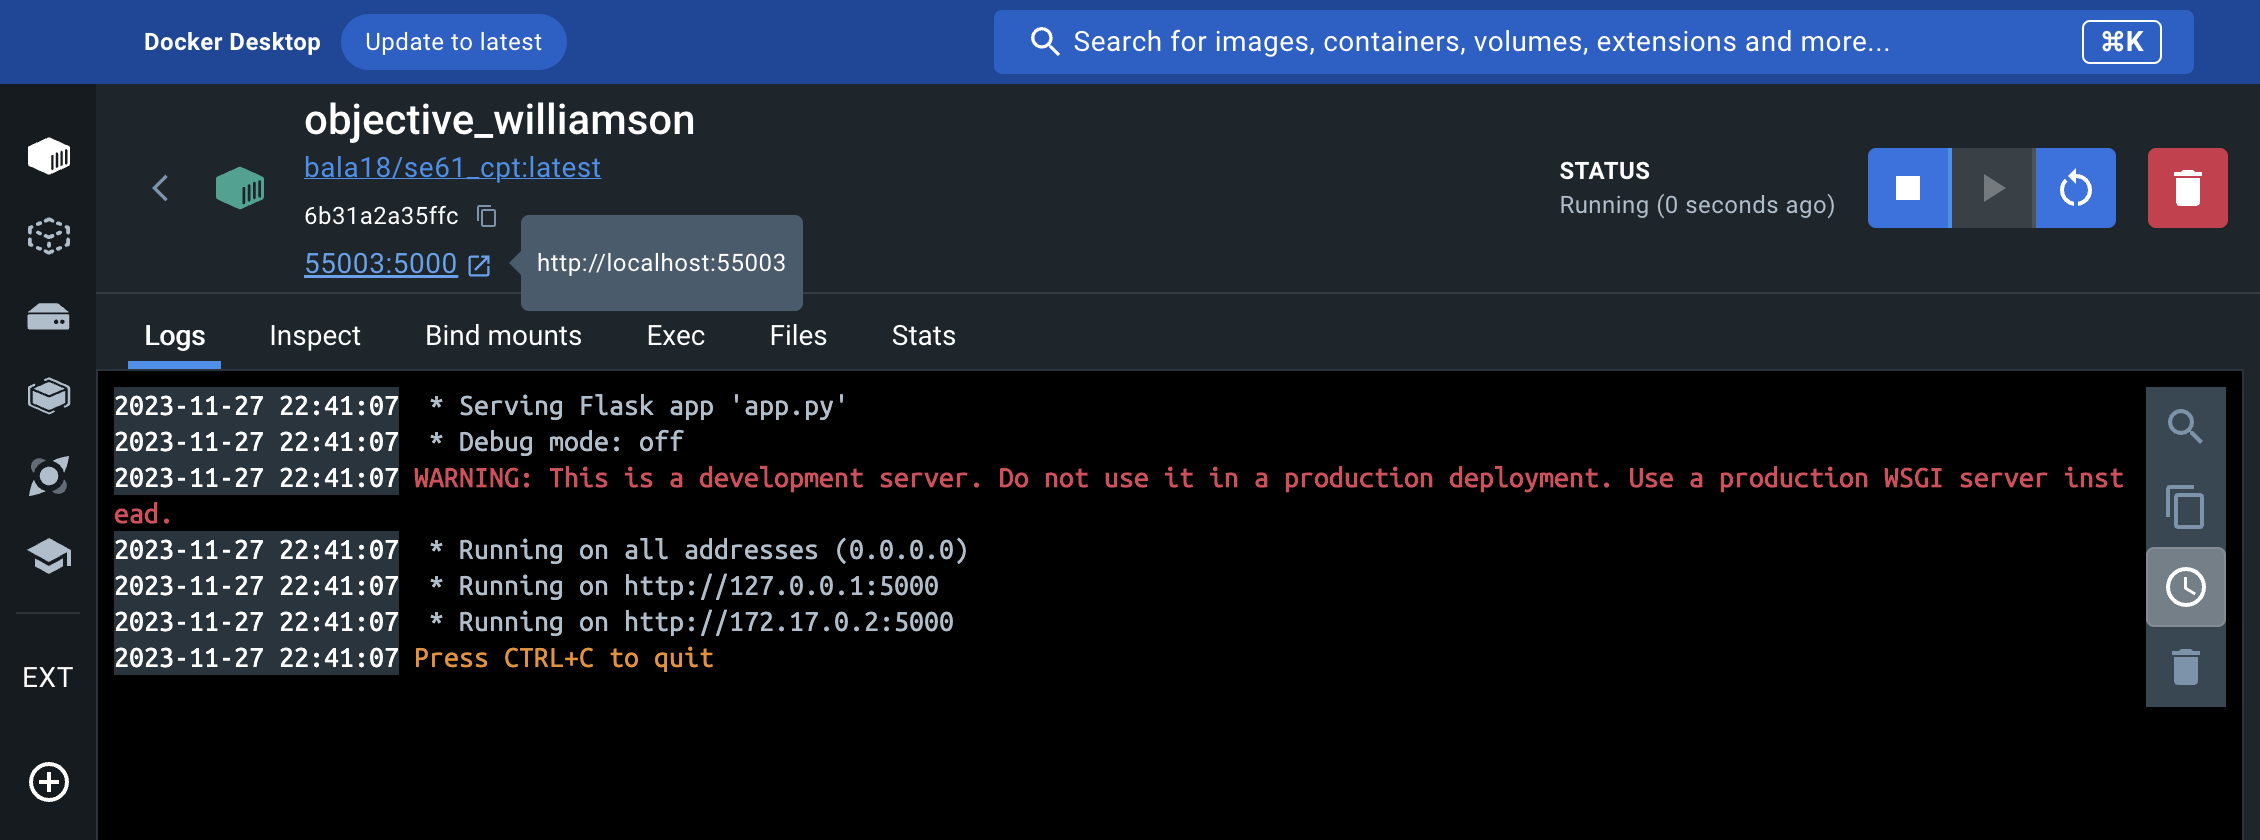 Docker Desktop
Update to latest
Search for images, containers, volumes, extensions and more...
⌘K
objective_williamson
bala18/se61_cpt:latest
6b31a2a35ffc
55003:5000
http://localhost:55003
STATUS
Running (0 seconds ago)
Logs Inspect Bind mounts Exec Files Stats
2023-11-27 22:41:07  * Serving Flask app 'app.py'
2023-11-27 22:41:07  * Debug mode: off
2023-11-27 22:41:07 WARNING: This is a development server. Do not use it in a production deployment. Use a production WSGI server inst
ead.
2023-11-27 22:41:07  * Running on all addresses (0.0.0.0)
2023-11-27 22:41:07  * Running on http://127.0.0.1:5000
2023-11-27 22:41:07  * Running on http://172.17.0.2:5000
2023-11-27 22:41:07 Press CTRL+C to quit
EXT